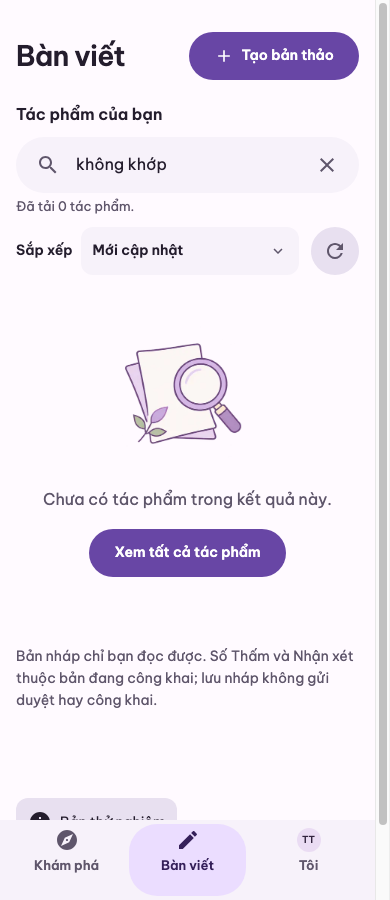 Bàn viết
Tạo bản thảo
Tác phẩm của bạn
không khớp
Đã tải 0 tác phẩm.
Sắp xếp
Mới cập nhật
Chưa có tác phẩm trong kết quả này.
Xem tất cả tác phẩm
Bản nháp chỉ bạn đọc được. Số Thấm và Nhận xét
thuộc bản đang công khai; lưu nháp không gửi
duyệt hay công khai.
Bản thử nghiệm
Khám phá
Bàn viết
TT
Tôi